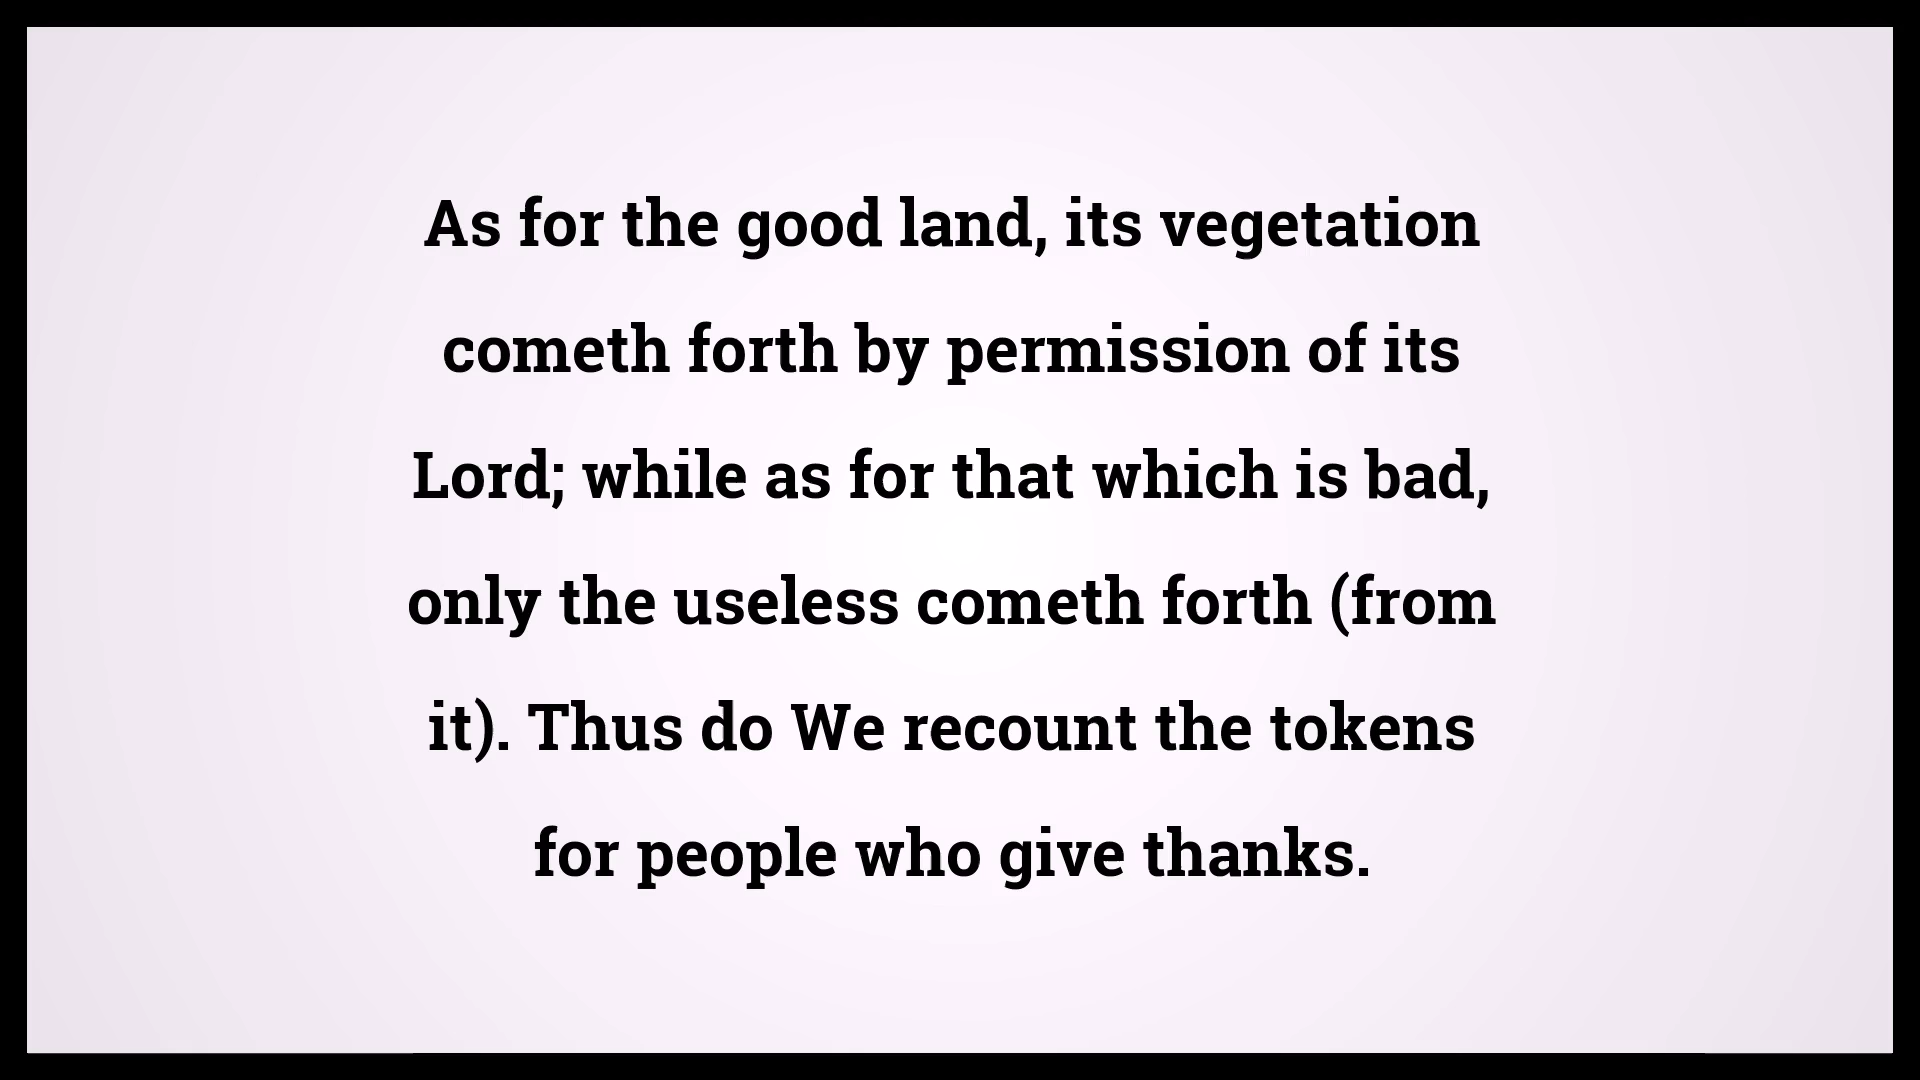 As for the good land, its vegetation
cometh forth by permission of its
Lord; while as for that which is bad,
only the useless cometh forth (from
it). Thus do We recount the tokens
for people who give thanks.